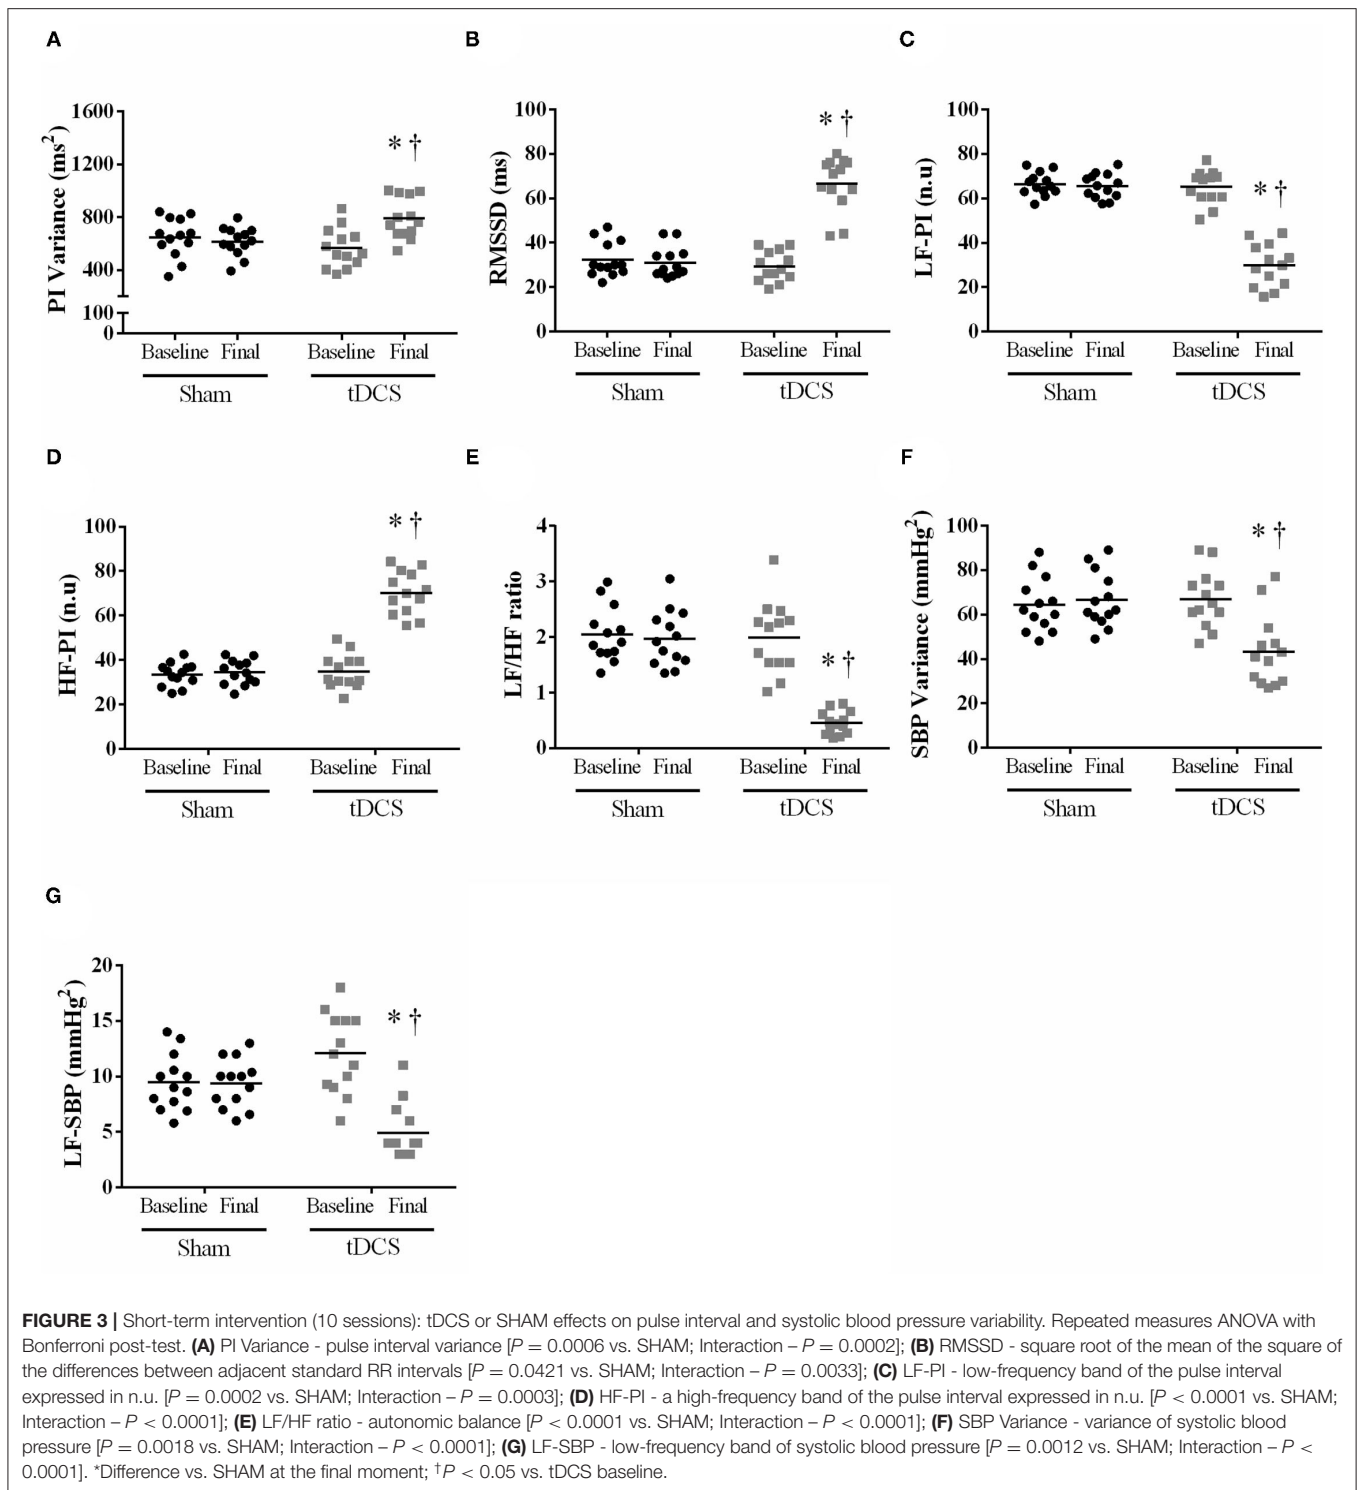 A
B
C
PI Variance (ms2)
1600
1200
800
400
100
0
* †
Baseline Final Baseline Final
Sham tDCS
RMSSD (ms)
100
80
60
40
20
0
* †
Baseline Final Baseline Final
Sham tDCS
LF-PI (n.u)
100
80
60
40
20
0
* †
Baseline Final Baseline Final
Sham tDCS
D
E
F
HF-PI (n.u)
100
80
60
40
20
0
* †
Baseline Final Baseline Final
Sham tDCS
LF/HF ratio
4
3
2
1
0
* †
Baseline Final Baseline Final
Sham tDCS
SBP Variance (mmHg2)
100
80
60
40
20
0
* †
Baseline Final Baseline Final
Sham tDCS
G
LF-SBP (mmHg2)
20
15
10
5
0
* †
Baseline Final Baseline Final
Sham tDCS
FIGURE 3 | Short-term intervention (10 sessions): tDCS or SHAM effects on pulse interval and systolic blood pressure variability. Repeated measures ANOVA with
Bonferroni post-test. (A) PI Variance - pulse interval variance [P = 0.0006 vs. SHAM; Interaction – P = 0.0002]; (B) RMSSD - square root of the mean of the square of
the differences between adjacent standard RR intervals [P = 0.0421 vs. SHAM; Interaction – P = 0.0033]; (C) LF-PI - low-frequency band of the pulse interval
expressed in n.u. [P = 0.0002 vs. SHAM; Interaction – P = 0.0003]; (D) HF-PI - a high-frequency band of the pulse interval expressed in n.u. [P < 0.0001 vs. SHAM;
Interaction – P < 0.0001]; (E) LF/HF ratio - autonomic balance [P < 0.0001 vs. SHAM; Interaction – P < 0.0001]; (F) SBP Variance - variance of systolic blood
pressure [P = 0.0018 vs. SHAM; Interaction – P < 0.0001]; (G) LF-SBP - low-frequency band of systolic blood pressure [P = 0.0012 vs. SHAM; Interaction – P <
0.0001]. *Difference vs. SHAM at the final moment; †P < 0.05 vs. tDCS baseline.